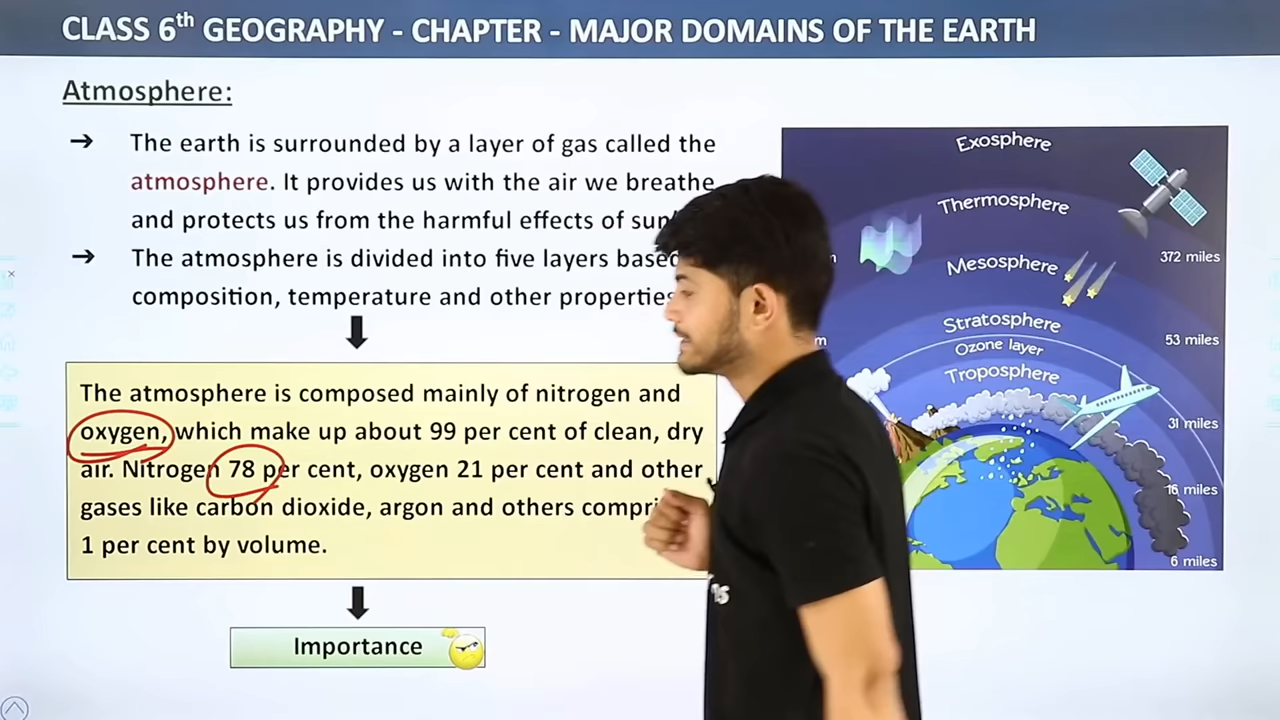 CLASS 6th GEOGRAPHY - CHAPTER - MAJOR DOMAINS OF THE EARTH
Atmosphere:
➔ The earth is surrounded by a layer of gas called the
atmosphere. It provides us with the air we breathe
and protects us from the harmful effects of
➔ The atmosphere is divided into five layers
composition, temperature and other
The atmosphere is composed mainly of nitrogen and
oxygen, which make up about 99 per cent of clean, dry
air. Nitrogen 78 per cent, oxygen 21 per cent and other
gases like carbon dioxide, argon and others
1 per cent by volume.
Importance
Exosphere
Thermosphere
372 miles
Mesosphere
53 miles
Stratosphere
Ozone layer
Troposphere
31 miles
16 miles
6 miles